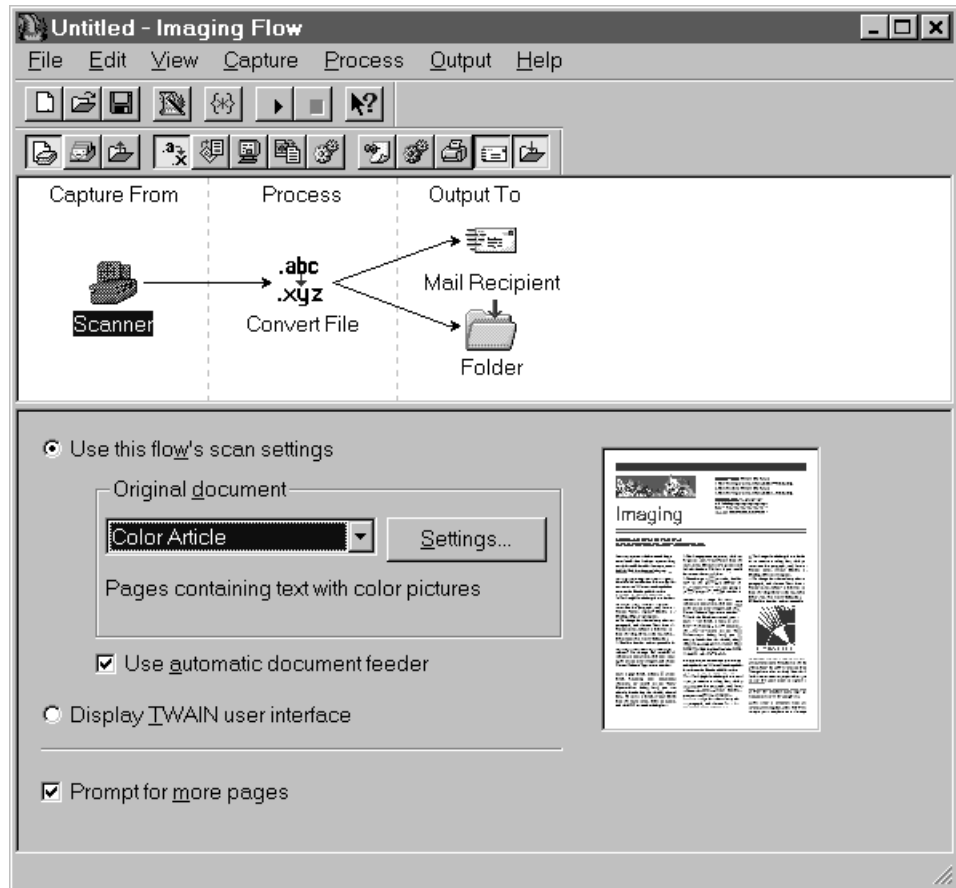 Untitled - Imaging Flow
File Edit View Capture Process Output Help
Capture From Process Output To
.abc
.xyz
Mail Recipient
Scanner Convert File
Folder
Use this flow's scan settings
Original document
Color Article Settings...
Pages containing text with color pictures
Use automatic document feeder
Display TWAIN user interface
Prompt for more pages
Imaging